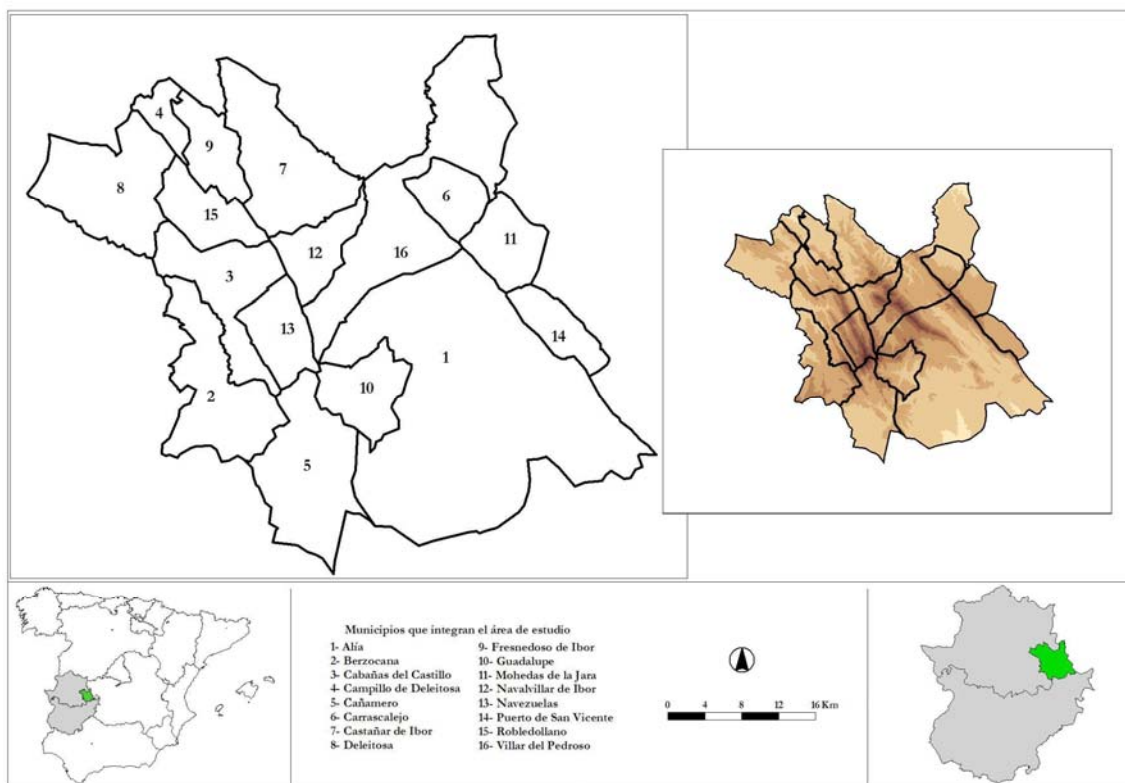 4
9
7
8
6
15
12
16
11
3
13
14
1
10
2
5
Municipios que integran el área de estudio
1- Alía
2- Berzocana
3- Cabañas del Castillo
4- Campillo de Deleitosa
5- Cañamero
6- Carrascalejo
7- Castañar de Ibor
8- Deleitosa
9- Fresnedoso de Ibor
10- Guadalupe
11- Mohedas de la Jara
12- Navalvillar de Ibor
13- Navezuelas
14- Puerto de San Vicente
15- Robledollano
16- Villar del Pedroso
0 2 4 8 12 16 Km